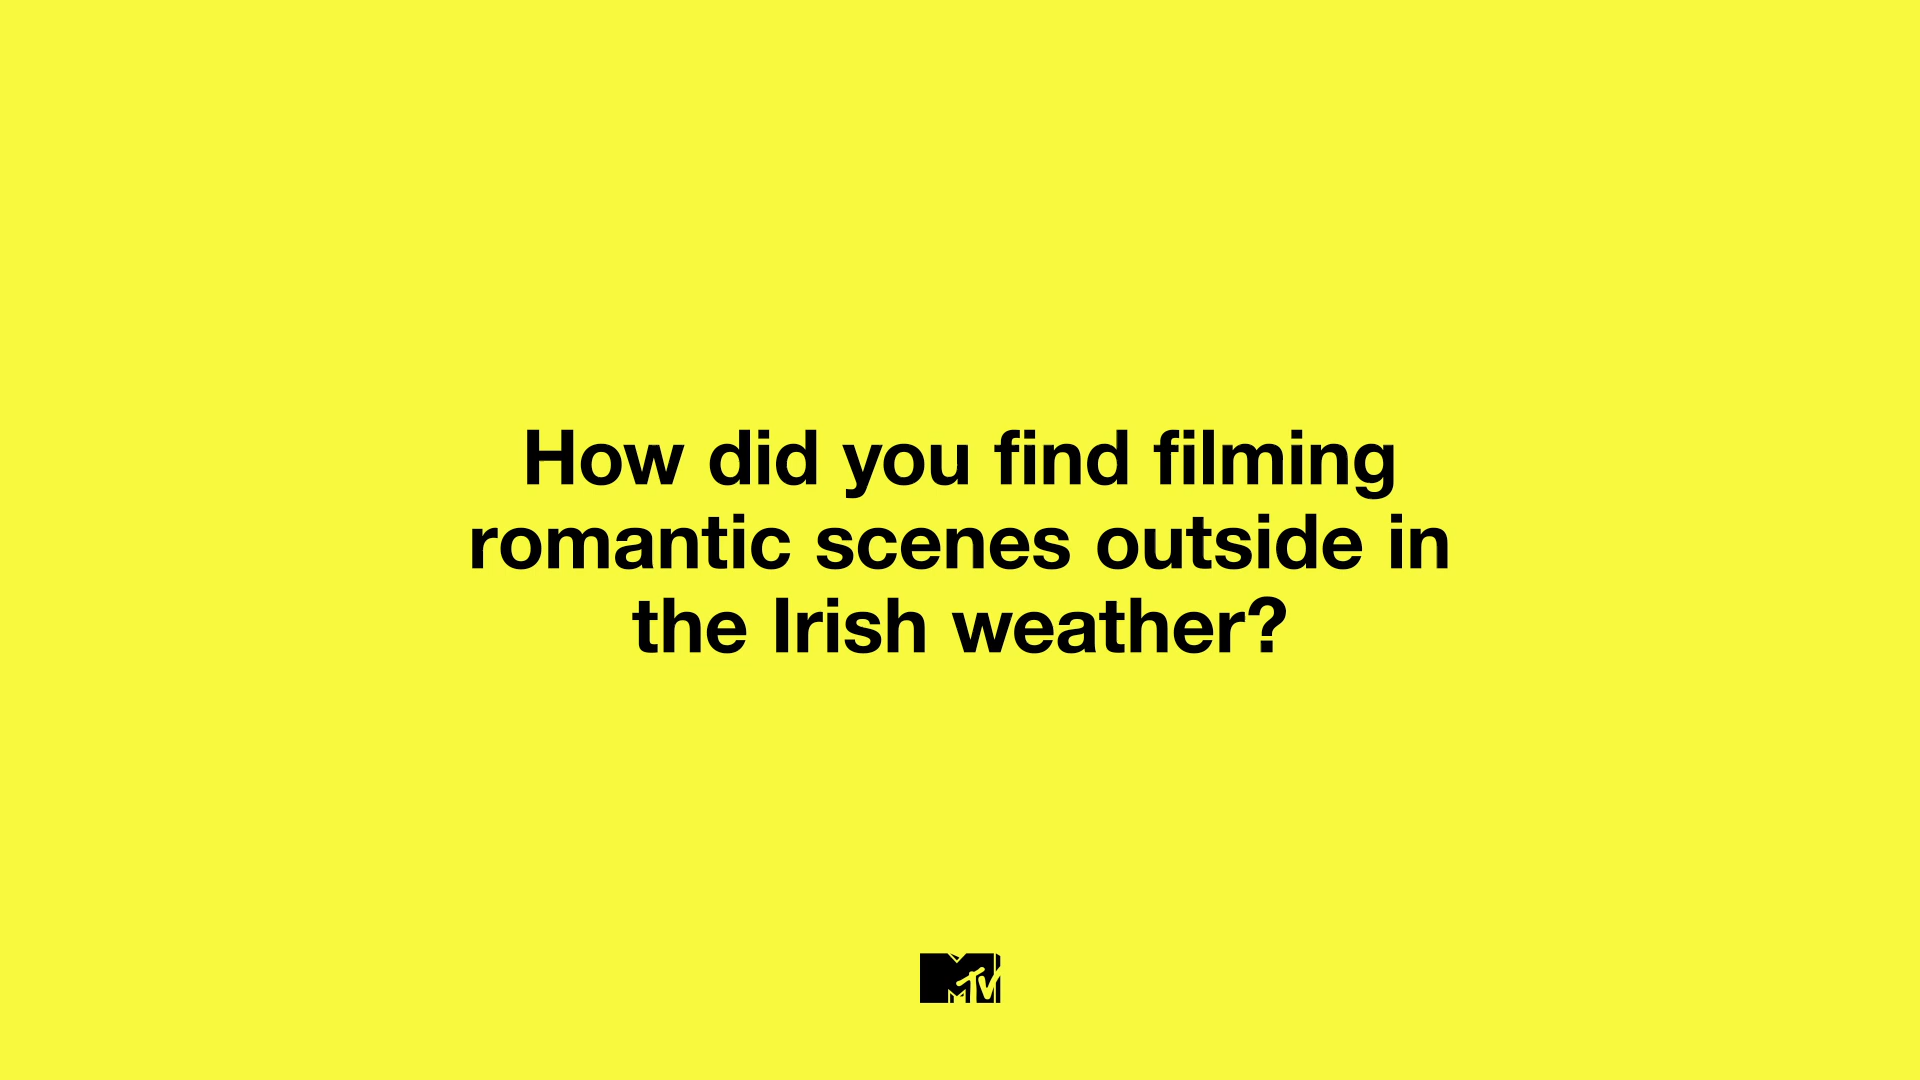 How did you find filming
romantic scenes outside in
the Irish weather?
MTV